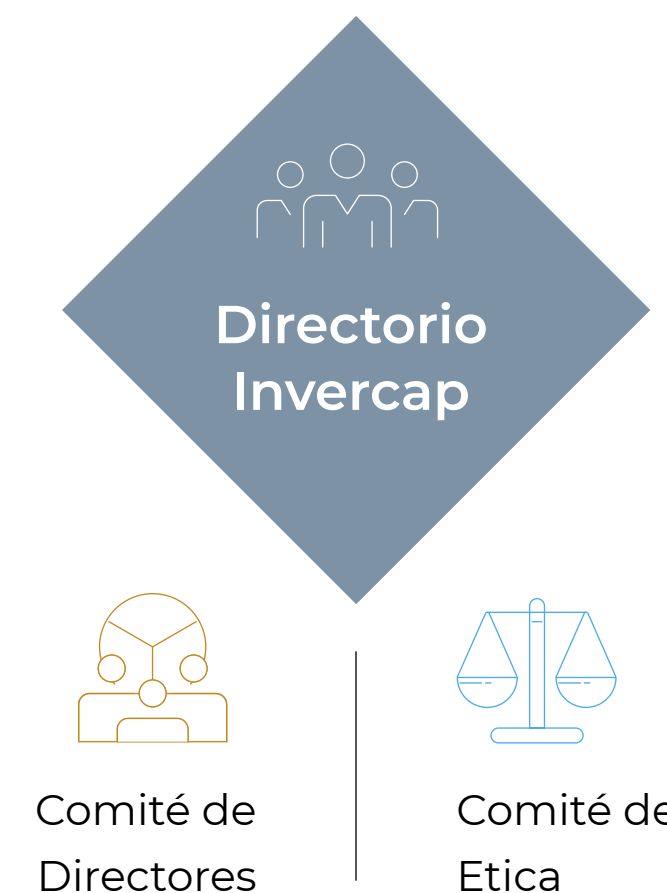 Directorio
Invercap
Comité de
Directores
Comité de
Etica